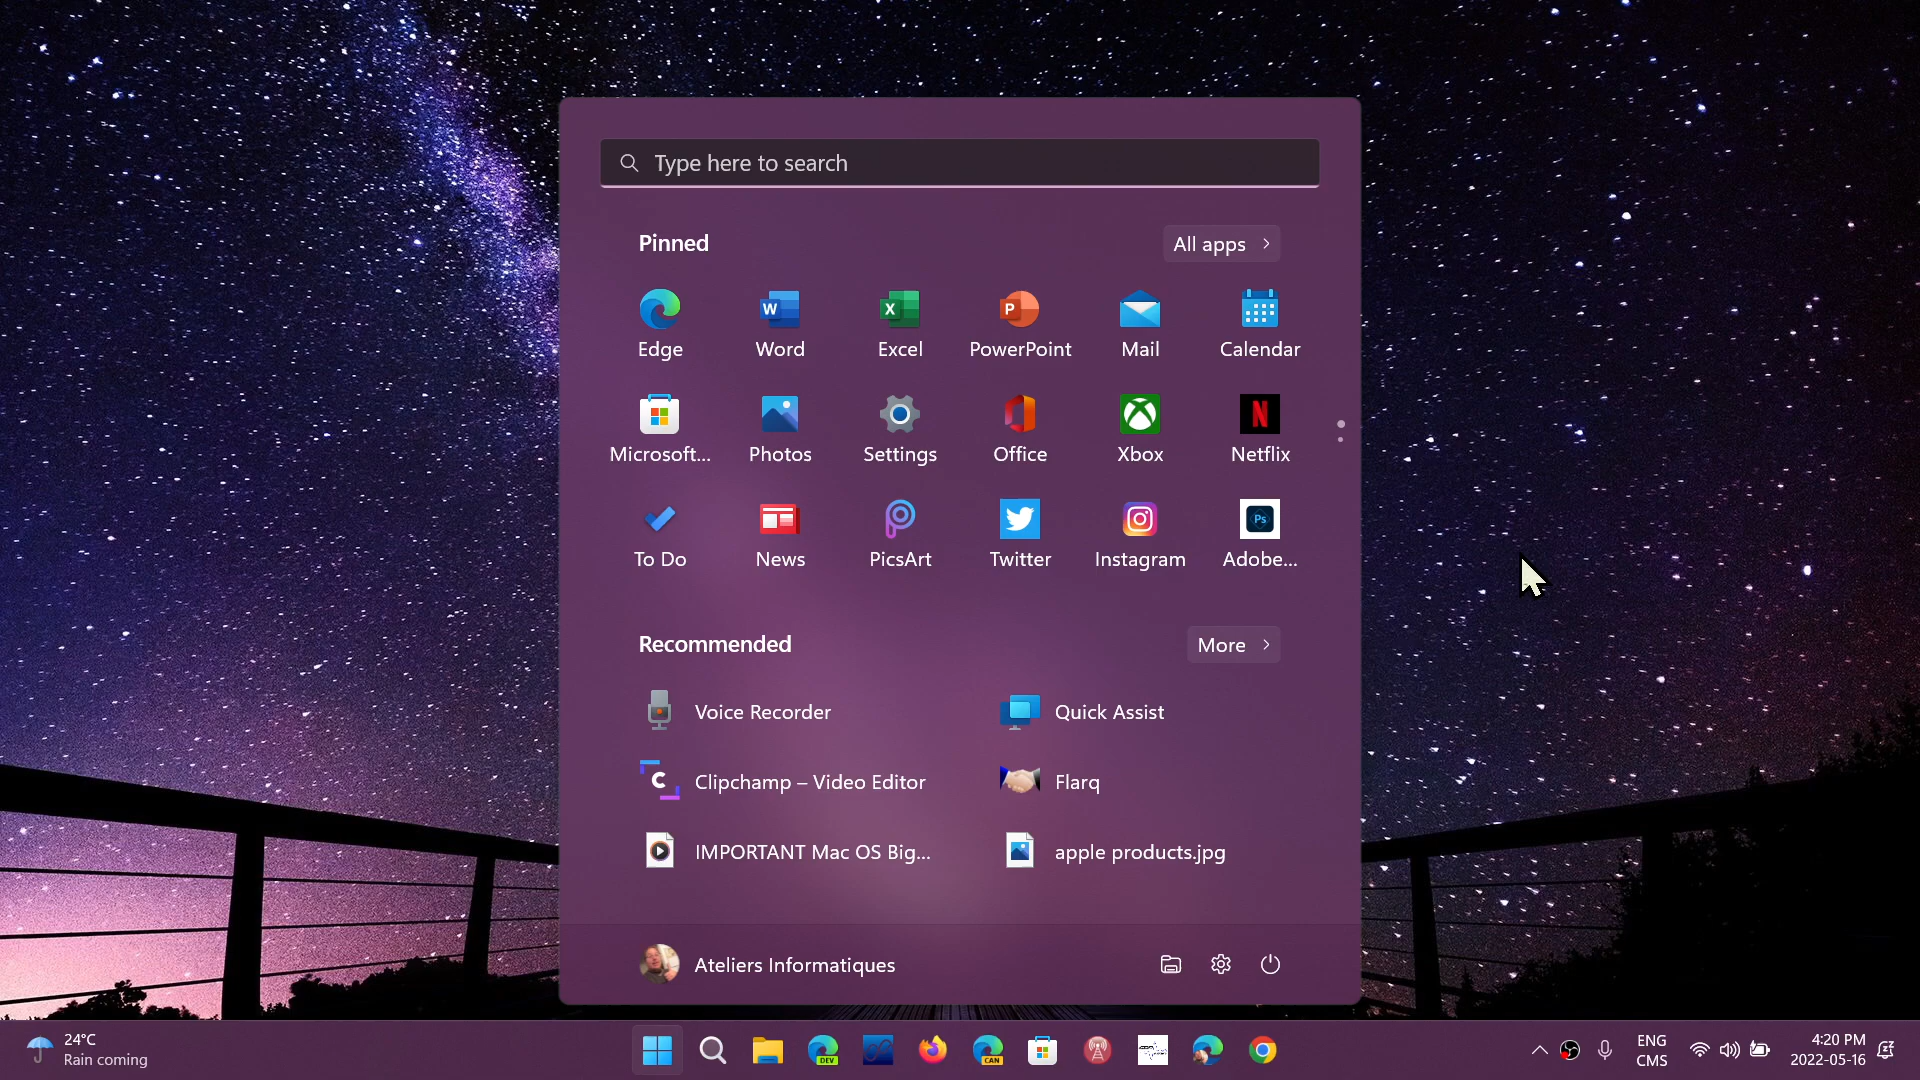 Type here to search
Pinned
All apps
Edge
Word
Excel
PowerPoint
Mail
Calendar
Microsoft...
Photos
Settings
Office
Xbox
Netflix
To Do
News
PicsArt
Twitter
Instagram
Adobe...
Recommended
More
Voice Recorder
Quick Assist
Clipchamp – Video Editor
Flarq
IMPORTANT Mac OS Big...
apple products.jpg
Ateliers Informatiques
24°C
Rain coming
DEV
CAN
ENG
CMS
4:20 PM
2022-05-16